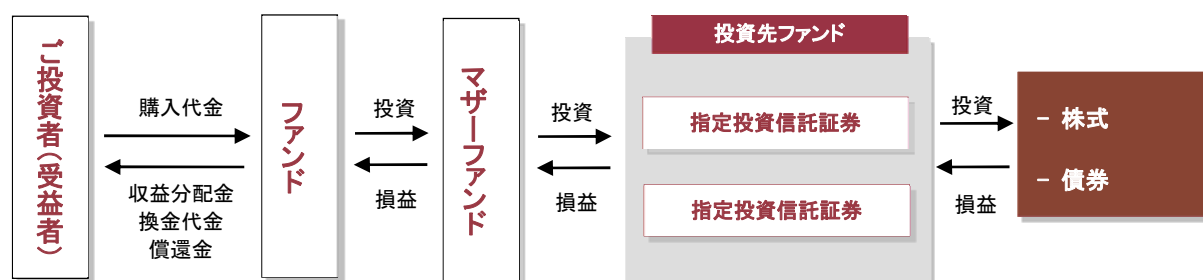 ご投資者(受益者)
購入代金
収益分配金
換金代金
償還金
ファンド
投資
損益
マザーファンド
投資
損益
投資先ファンド
指定投資信託証券
指定投資信託証券
投資
損益
- 株式
- 債券